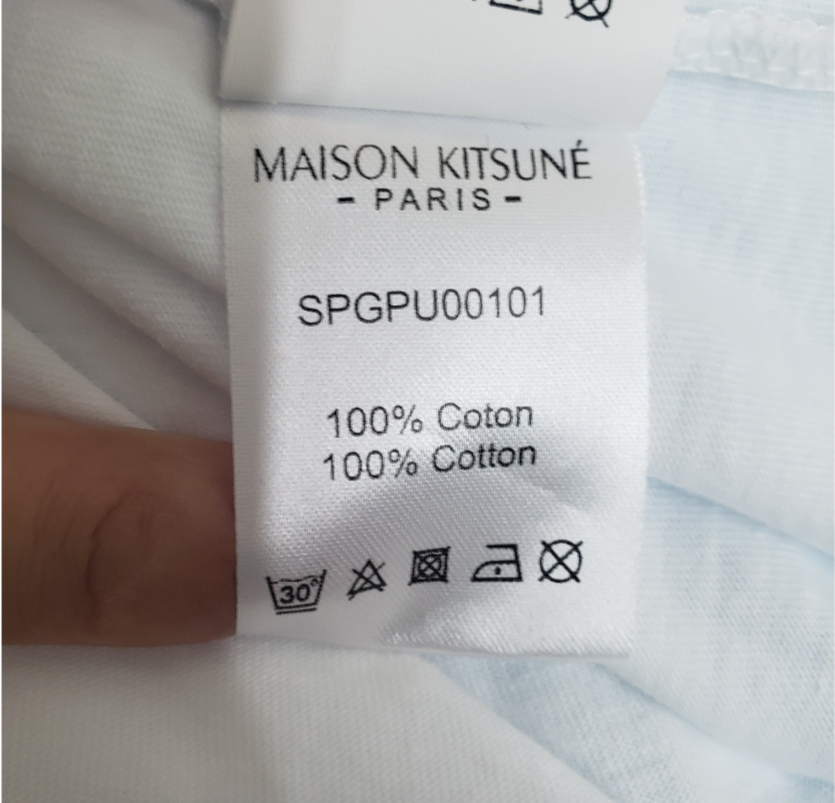 MAISON KITSUNÉ
- PARIS -
SPGPU00101
100% Coton
100% Cotton
30°